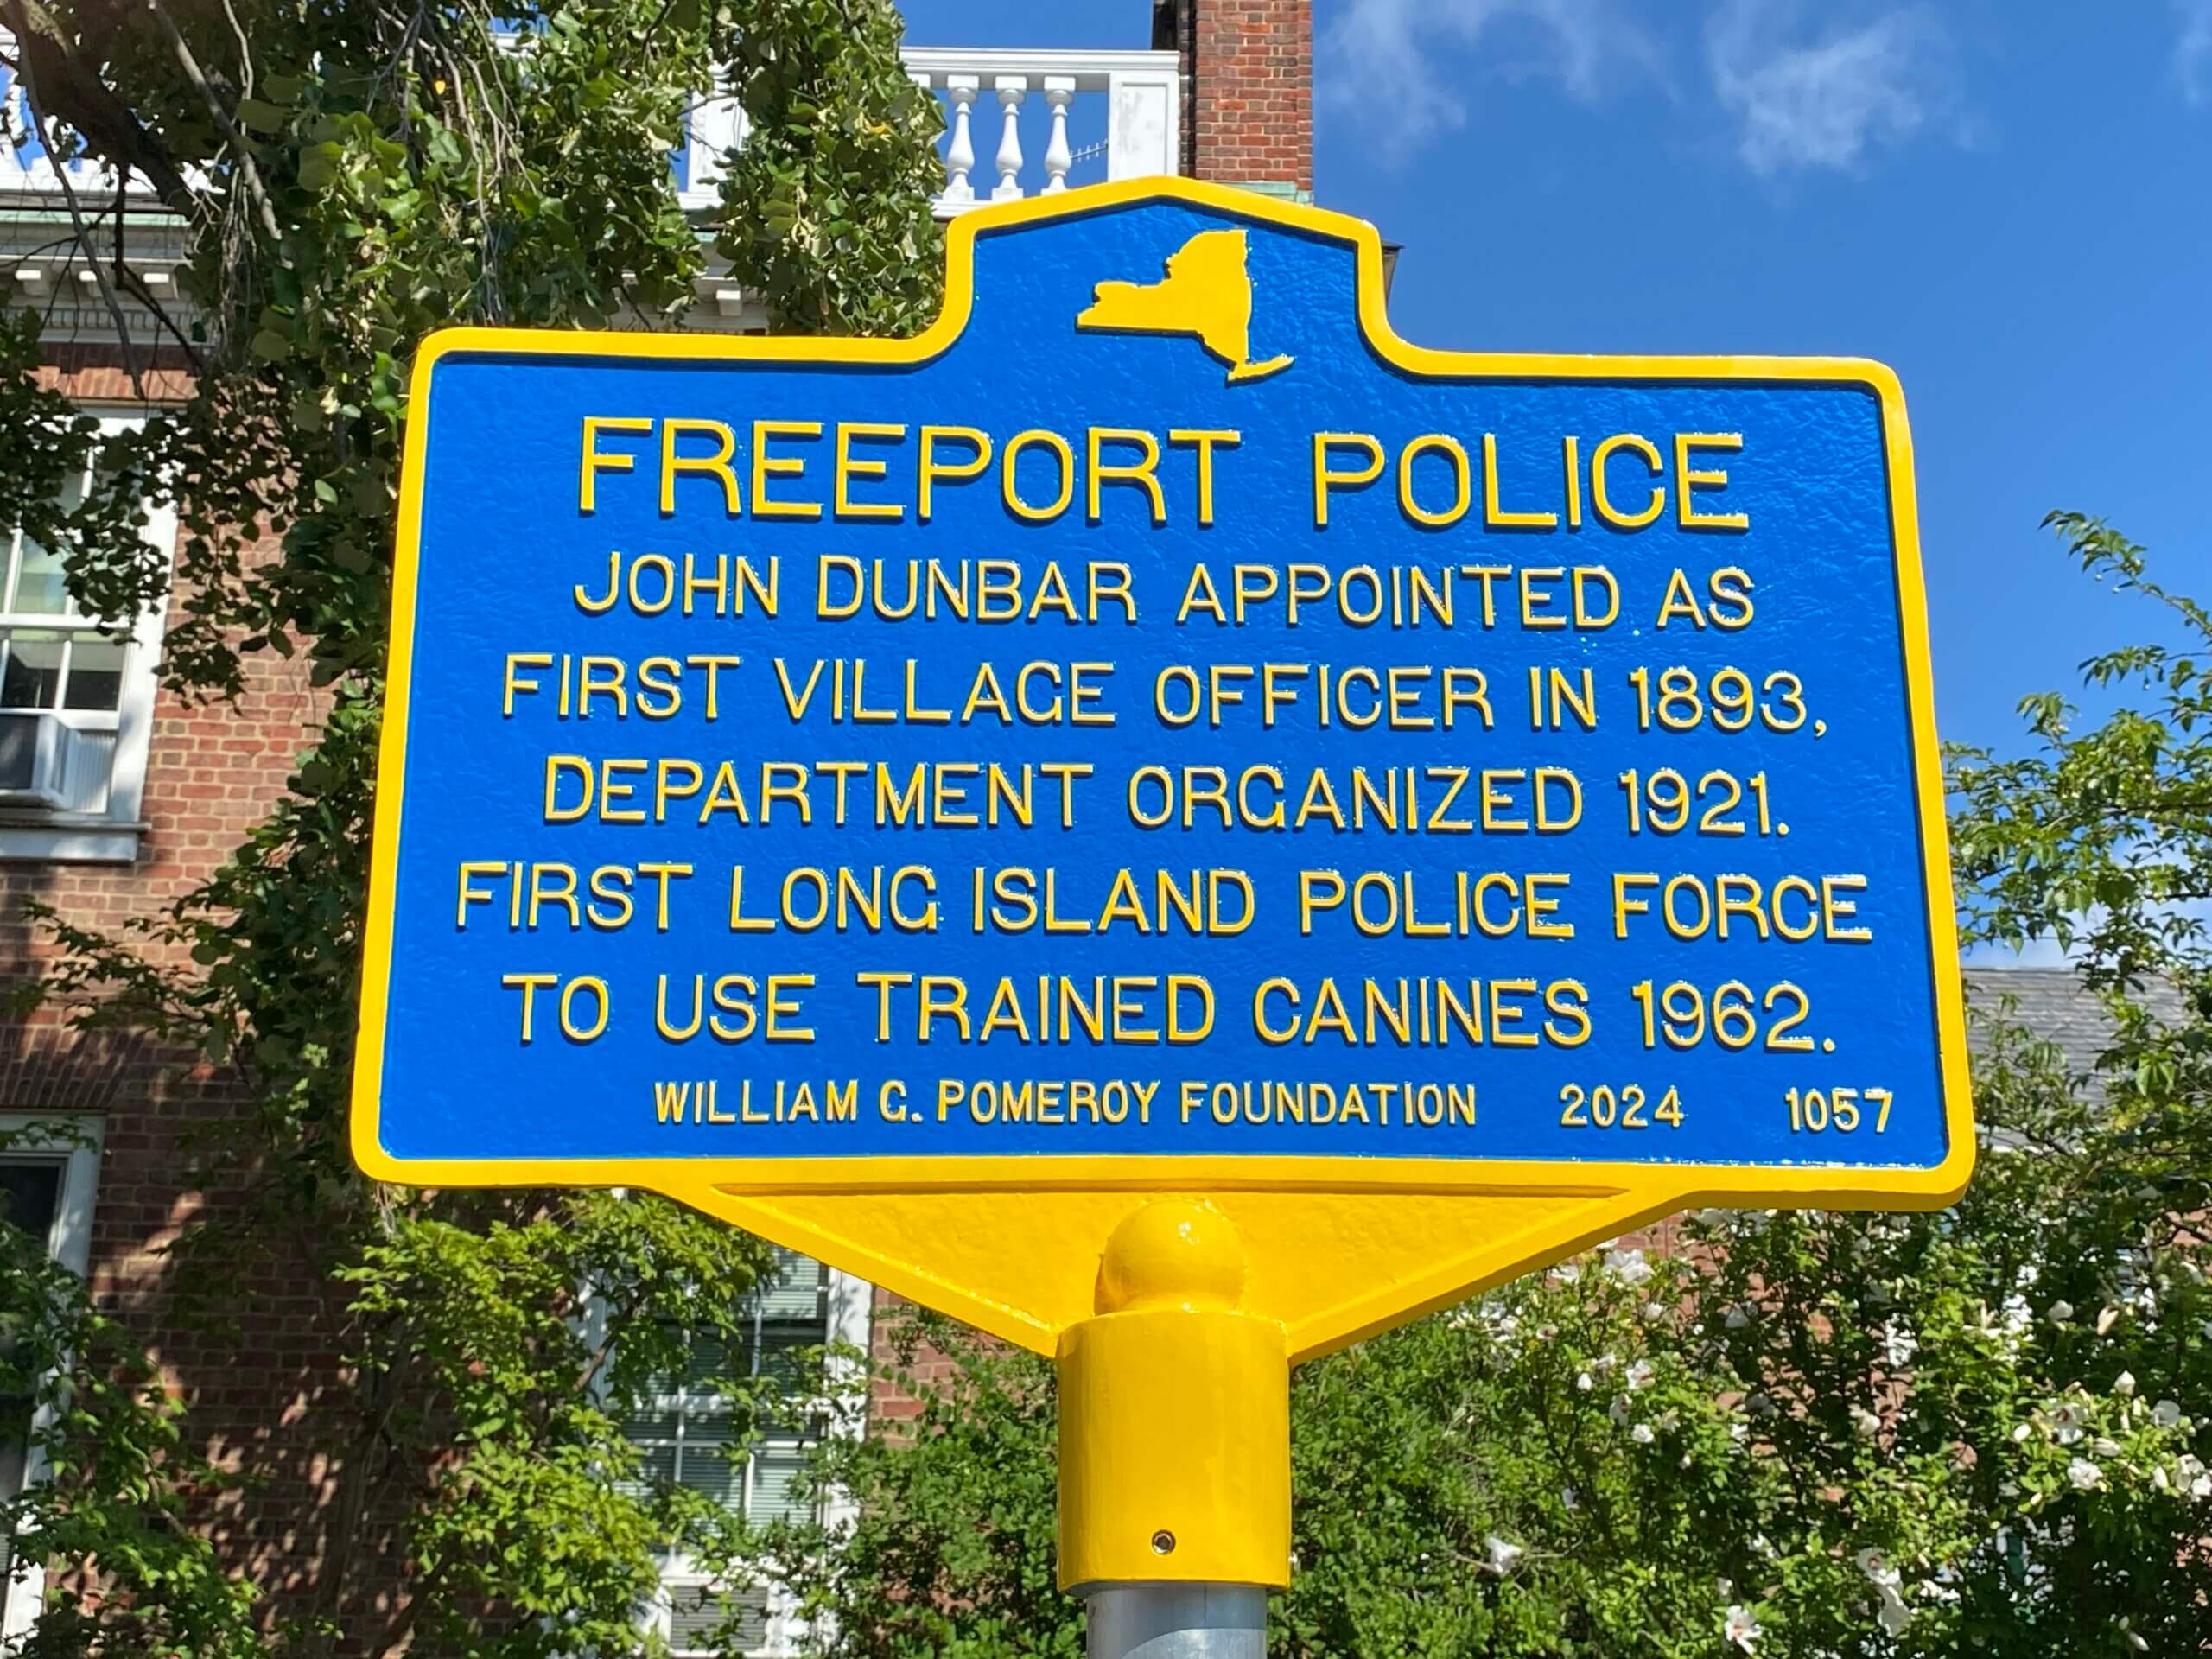 FREEPORT POLICE
JOHN DUNBAR APPOINTED AS
FIRST VILLAGE OFFICER IN 1893,
DEPARTMENT ORGANIZED 1921.
FIRST LONG ISLAND POLICE FORCE
TO USE TRAINED CANINES 1962.
WILLIAM G. POMEROY FOUNDATION 2024 1057